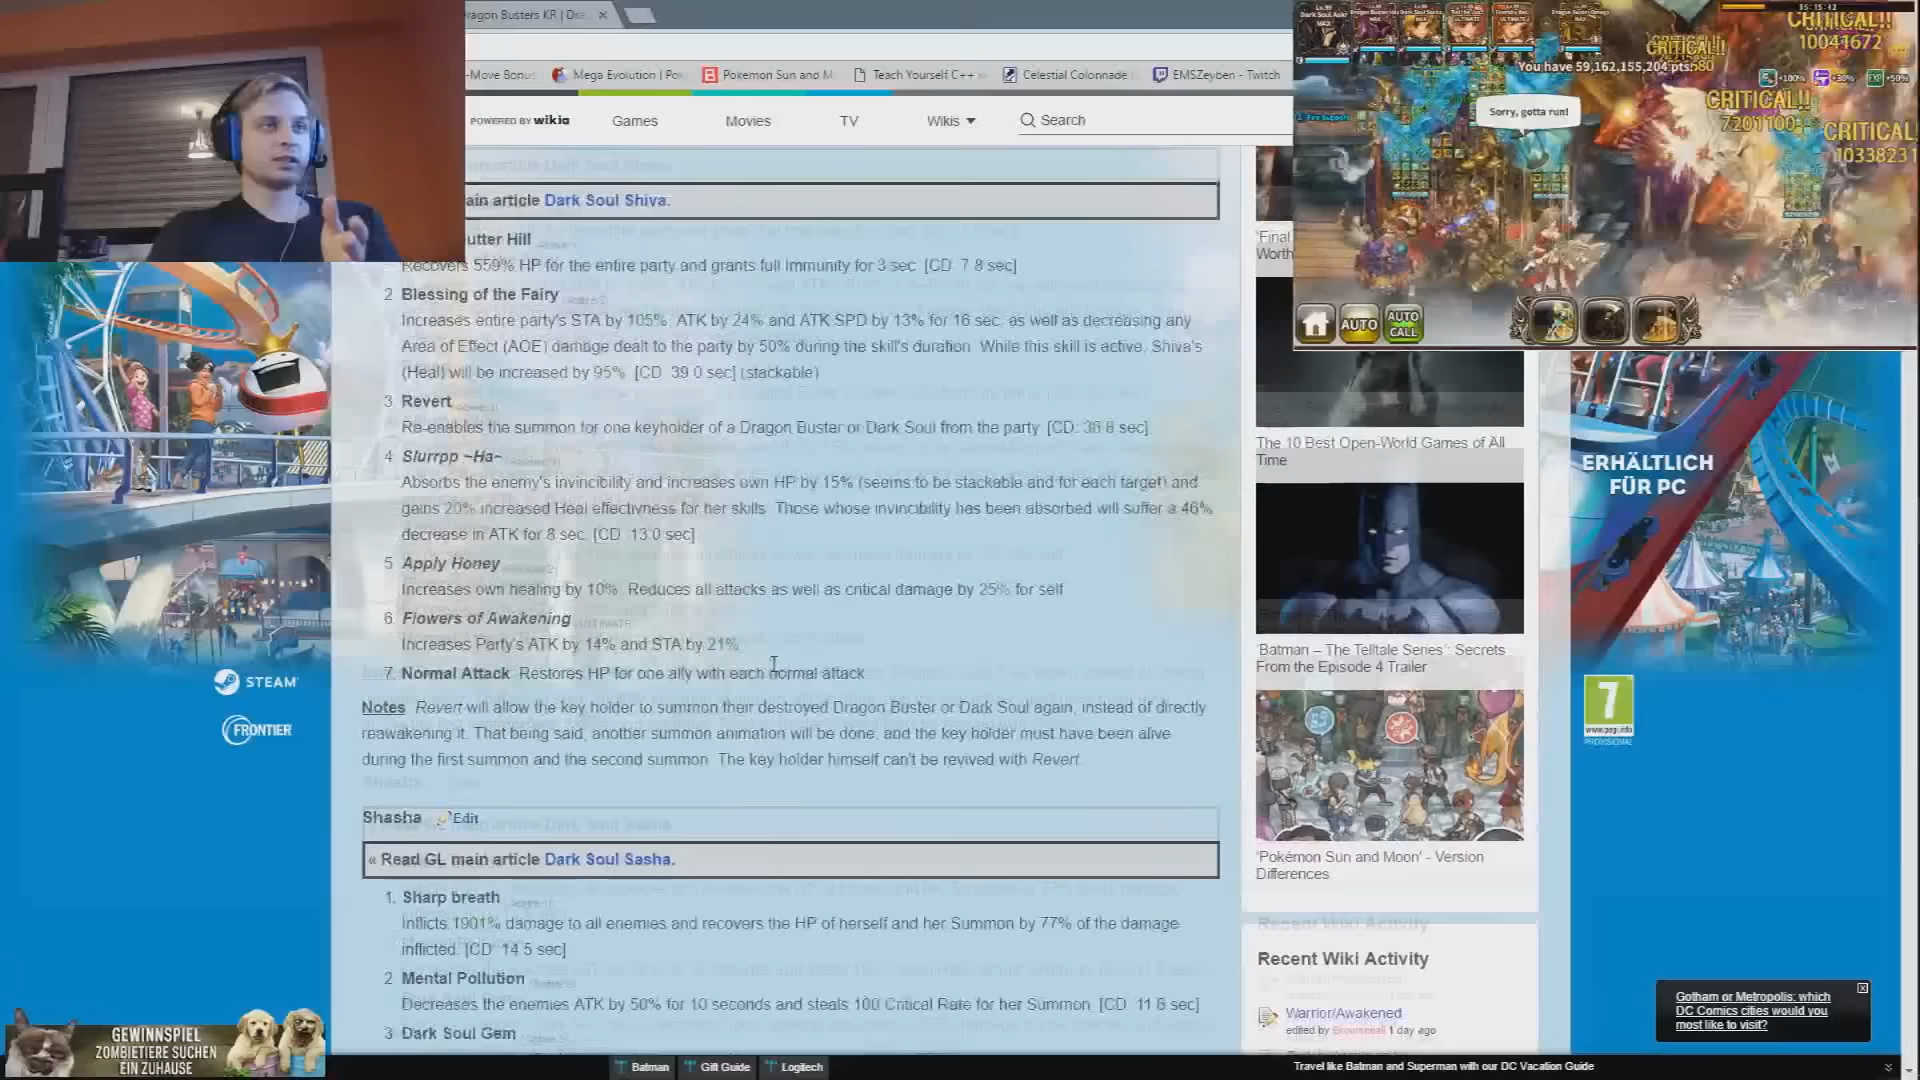 Dragon Busters KR | Dra
-Move Bonus
Mega Evolution | Po
Pokemon Sun and M
Teach Yourself C++
Celestial Colonnade
EMSZeyben - Twitch
POWERED BY wikia
Games
Movies
TV
Wikis
Search
ain article Dark Soul Shiva.
utter Hill
Recovers 559% HP for the entire party and grants full Immunity for 3 sec. [CD 7.8 sec]
2 Blessing of the Fairy
Increases entire party's STA by 105%, ATK by 24% and ATK SPD by 13% for 16 sec. as well as decreasing any
Area of Effect (AOE) damage dealt to the party by 50% during the skill's duration. While this skill is active, Shiva's
(Heal) will be increased by 95%. [CD 39.0 sec] (stackable)
3 Revert
Re-enables the summon for one keyholder of a Dragon Buster or Dark Soul from the party. [CD: 38.8 sec]
4 Slurrpp ~Ha~
Absorbs the enemy's invincibility and increases own HP by 15% (seems to be stackable and for each target) and
gains 20% increased Heal effectivness for her skills. Those whose invincibility has been absorbed will suffer a 46%
decrease in ATK for 8 sec. [CD 13.0 sec]
5 Apply Honey
Increases own healing by 10%. Reduces all attacks as well as critical damage by 25% for self
6. Flowers of Awakening
Increases Party's ATK by 14% and STA by 21%
7. Normal Attack Restores HP for one ally with each normal attack
Notes Revert will allow the key holder to summon their destroyed Dragon Buster or Dark Soul again, instead of directly
reawakening it. That being said, another summon animation will be done, and the key holder must have been alive
during the first summon and the second summon. The key holder himself can't be revived with Revert.
Shasha Edit
« Read GL main article Dark Soul Sasha.
1. Sharp breath
Inflicts 1901% damage to all enemies and recovers the HP of herself and her Summon by 77% of the damage
inflicted. [CD 14.5 sec]
2 Mental Pollution
Decreases the enemies ATK by 50% for 10 seconds and steals 100 Critical Rate for her Summon. [CD 11.6 sec]
3 Dark Soul Gem
'Final
Worth
The 10 Best Open-World Games of All
Time
'Batman – The Telltale Series': Secrets
From the Episode 4 Trailer
'Pokémon Sun and Moon' - Version
Differences
Recent Wiki Activity
Warrior/Awakened
edited by 1 day ago
CRITICAL!!
10041672
CRITICAL!!
You have 59,162,155,204 pts.
580
+100%
+30%
+50%
Sorry, gotta run!
CRITICAL!!
7201100
CRITICAL
10338231
AUTO
AUTO
CALL
ERHÄLTLICH
FÜR PC
7
www.pegi.info
PROVISIONAL
STEAM
FRONTIER
GEWINNSPIEL
ZOMBIETIERE SUCHEN
EIN ZUHAUSE
Gotham or Metropolis: which
DC Comics cities would you
most like to visit?
Batman
Gift Guide
Logitech
Travel like Batman and Superman with our DC Vacation Guide